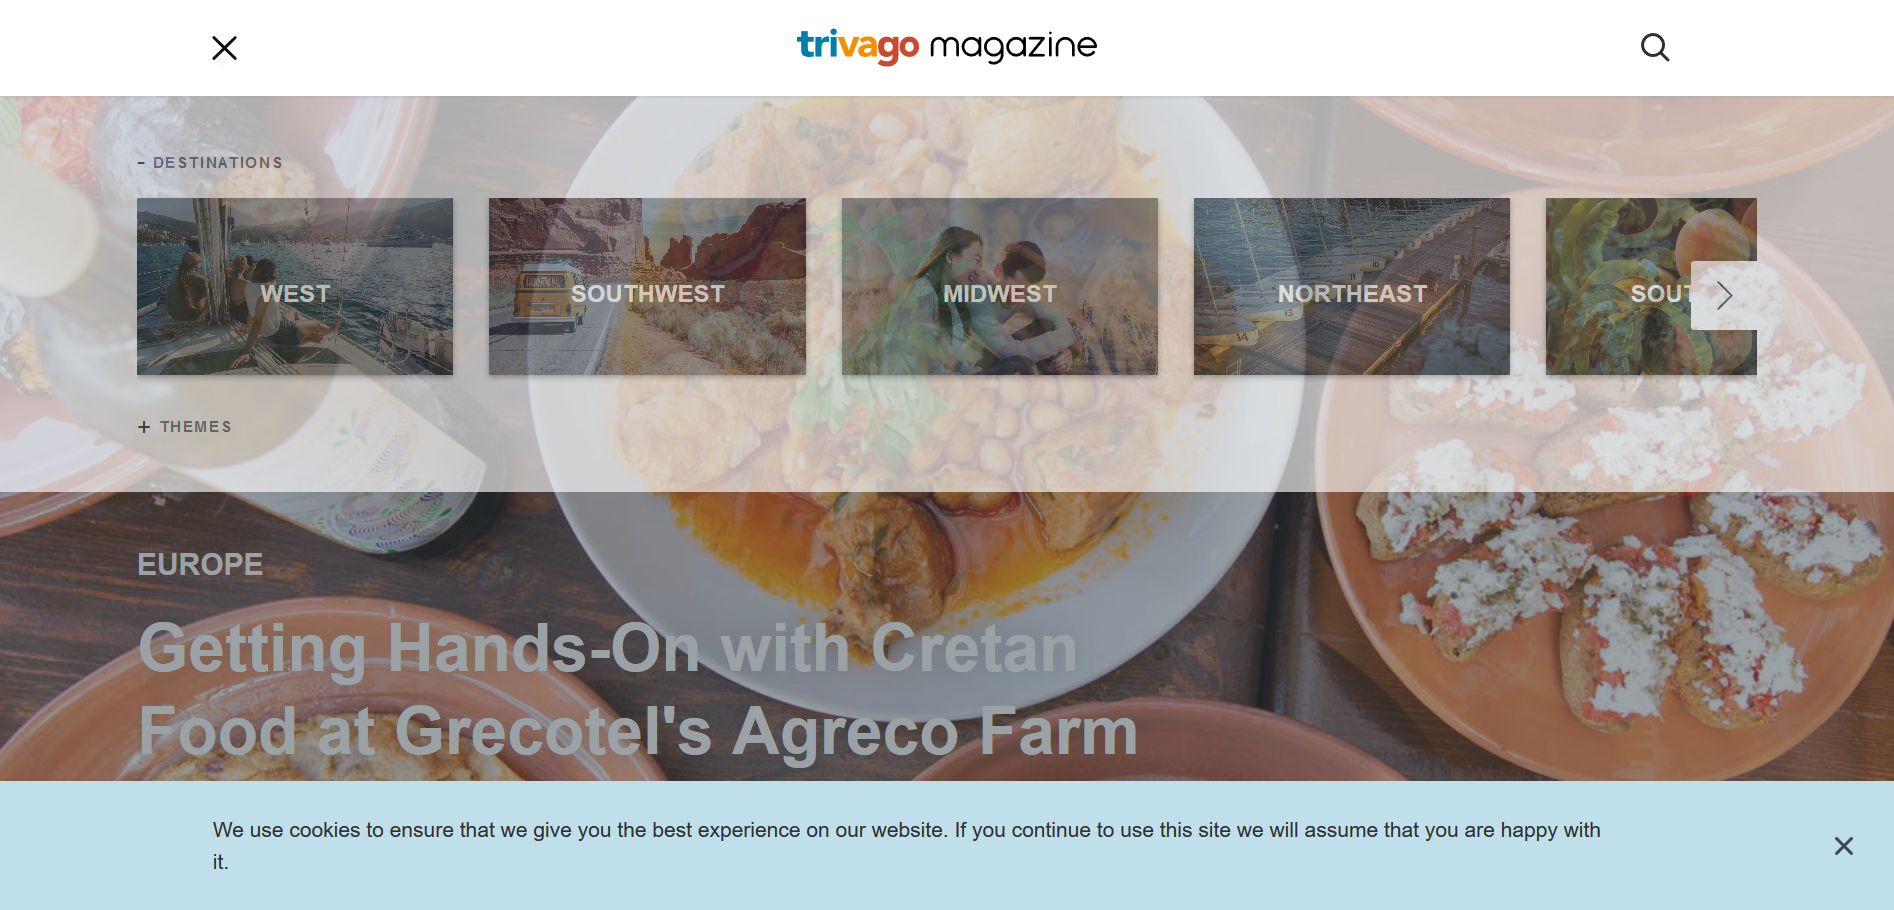 trivago magazine
– DESTINATIONS
WEST
SOUTHWEST
MIDWEST
NORTHEAST
SOUT
+ THEMES
EUROPE
Getting Hands-On with Cretan
Food at Grecotel's Agreco Farm
We use cookies to ensure that we give you the best experience on our website. If you continue to use this site we will assume that you are happy with
it.